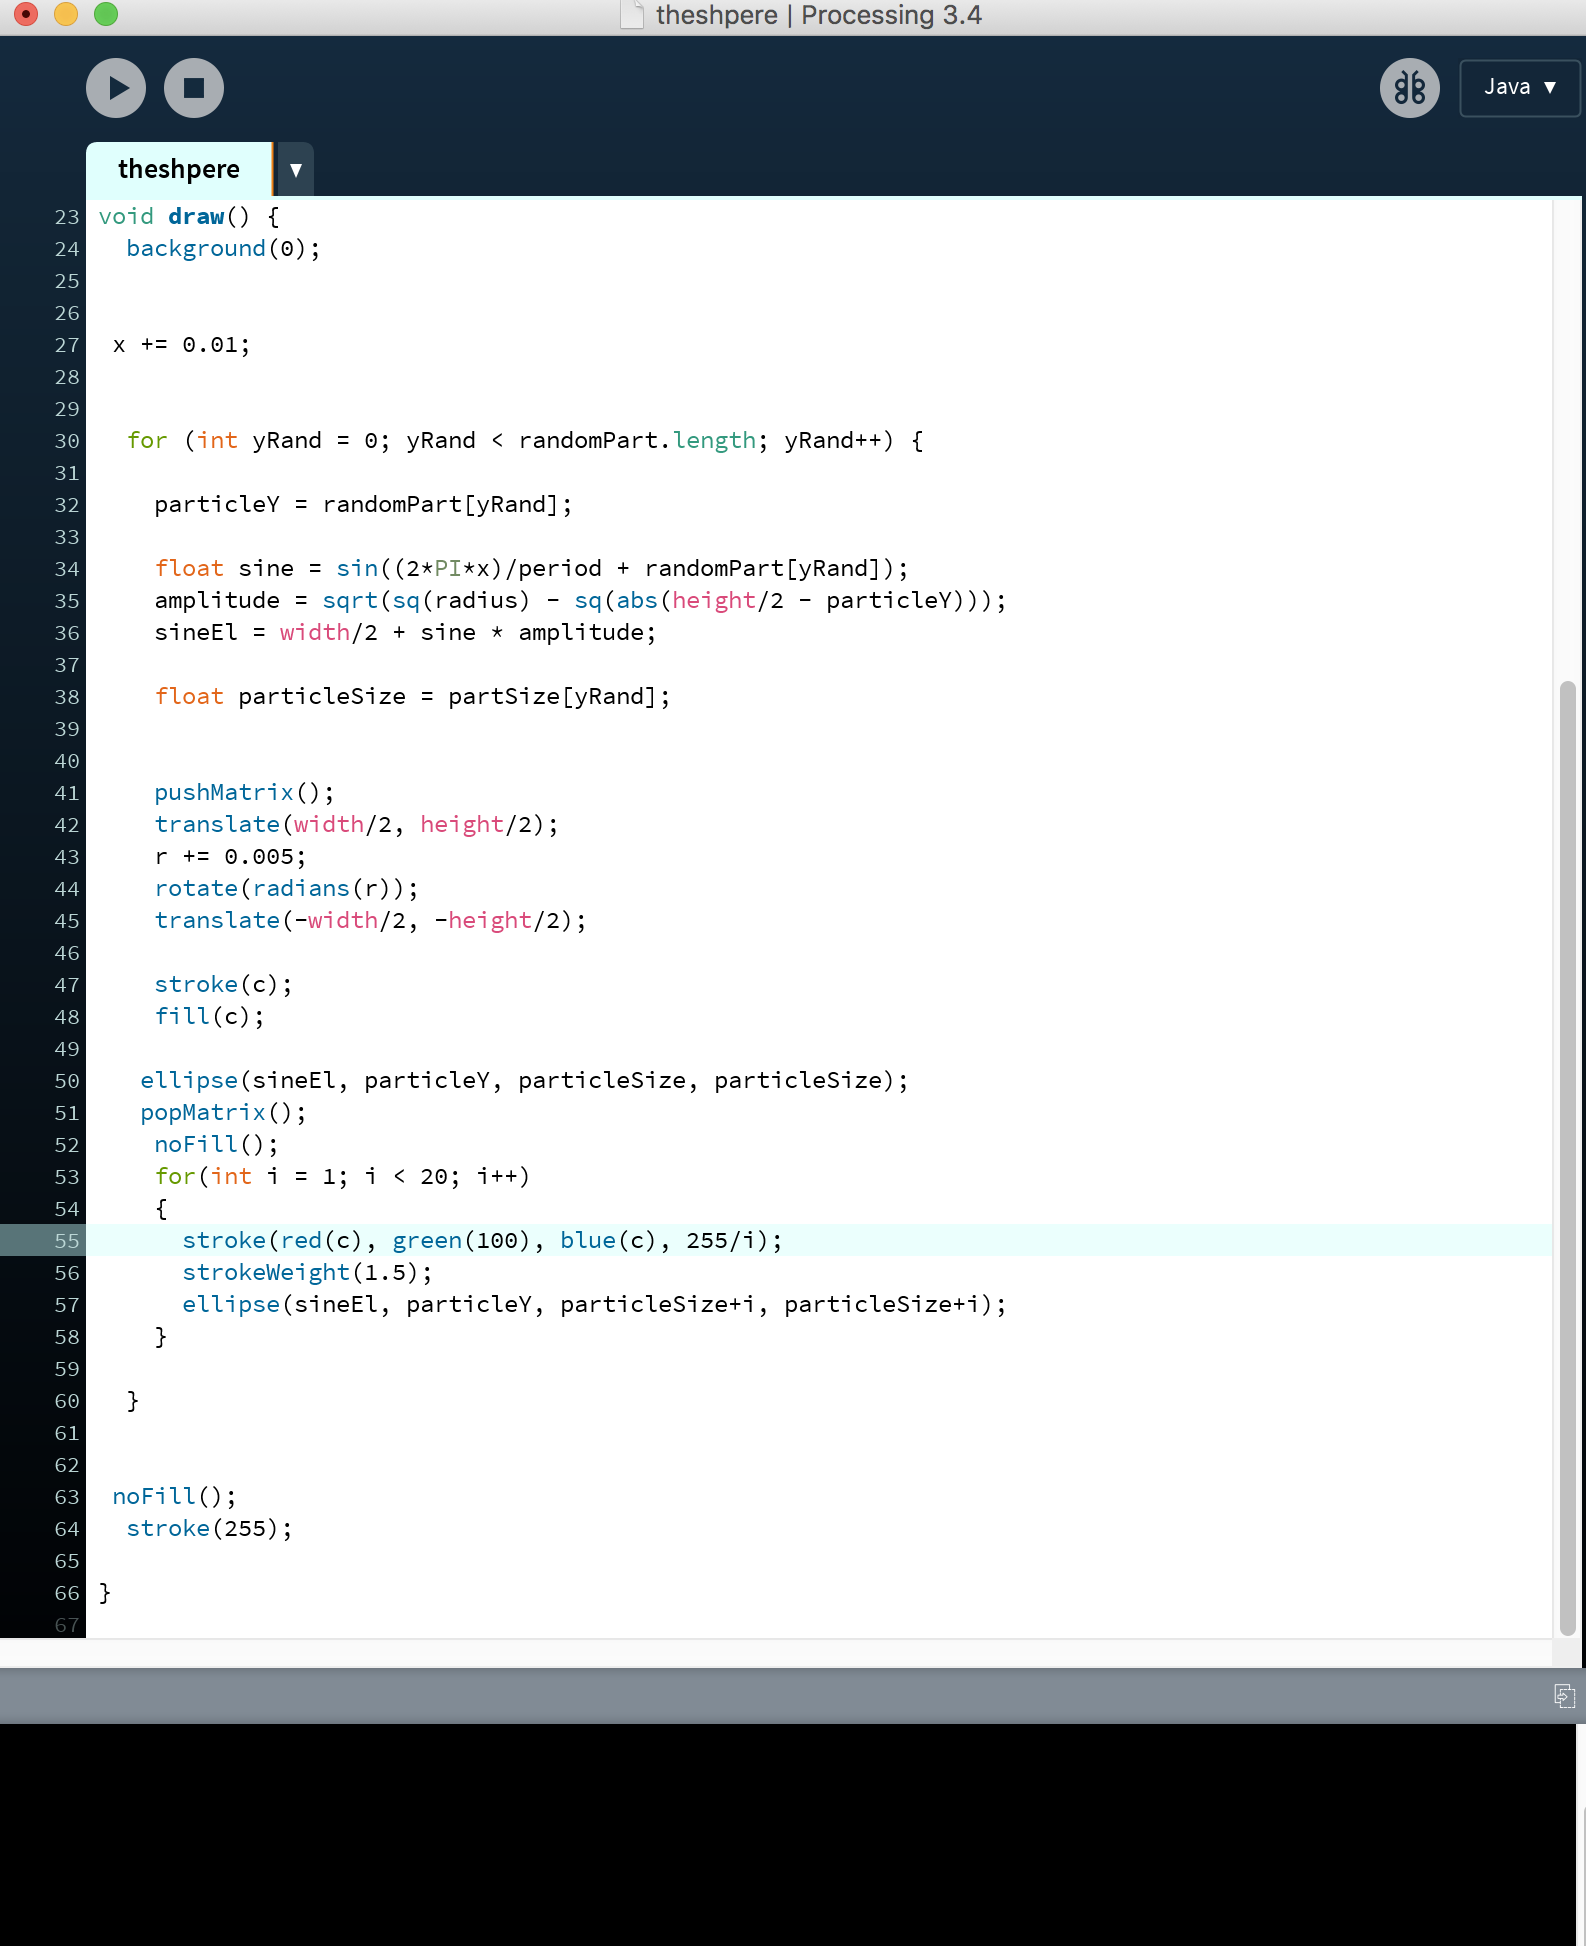 theshpere | Processing 3.4
Java ▼
theshpere ▼
23 void draw() {
24   background(0);
25
26
27  x += 0.01;
28
29
30   for (int yRand = 0; yRand < randomPart.length; yRand++) {
31
32     particleY = randomPart[yRand];
33
34     float sine = sin((2*PI*x)/period + randomPart[yRand]);
35     amplitude = sqrt(sq(radius) - sq(abs(height/2 - particleY)));
36     sineEl = width/2 + sine * amplitude;
37
38     float particleSize = partSize[yRand];
39
40
41     pushMatrix();
42     translate(width/2, height/2);
43     r += 0.005;
44     rotate(radians(r));
45     translate(-width/2, -height/2);
46
47     stroke(c);
48     fill(c);
49
50    ellipse(sineEl, particleY, particleSize, particleSize);
51    popMatrix();
52     noFill();
53     for(int i = 1; i < 20; i++)
54     {
55       stroke(red(c), green(100), blue(c), 255/i);
56       strokeWeight(1.5);
57       ellipse(sineEl, particleY, particleSize+i, particleSize+i);
58     }
59
60   }
61
62
63  noFill();
64   stroke(255);
65
66 }
67